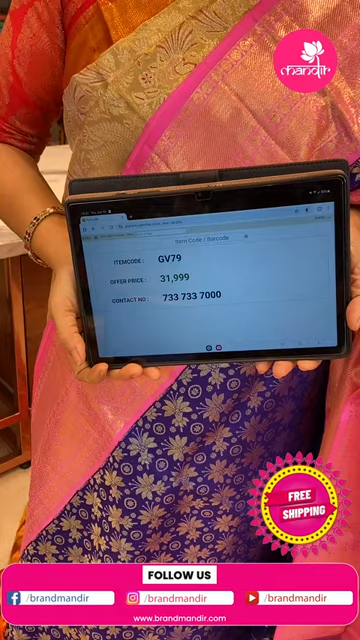 mandir
Item Code / Barcode
ITEMCODE : GV79
OFFER PRICE : 31,999
CONTACT NO : 733 733 7000
FREE
SHIPPING
FOLLOW US
/brandmandir
/brandmandir
/brandmandir
www.brandmandir.com